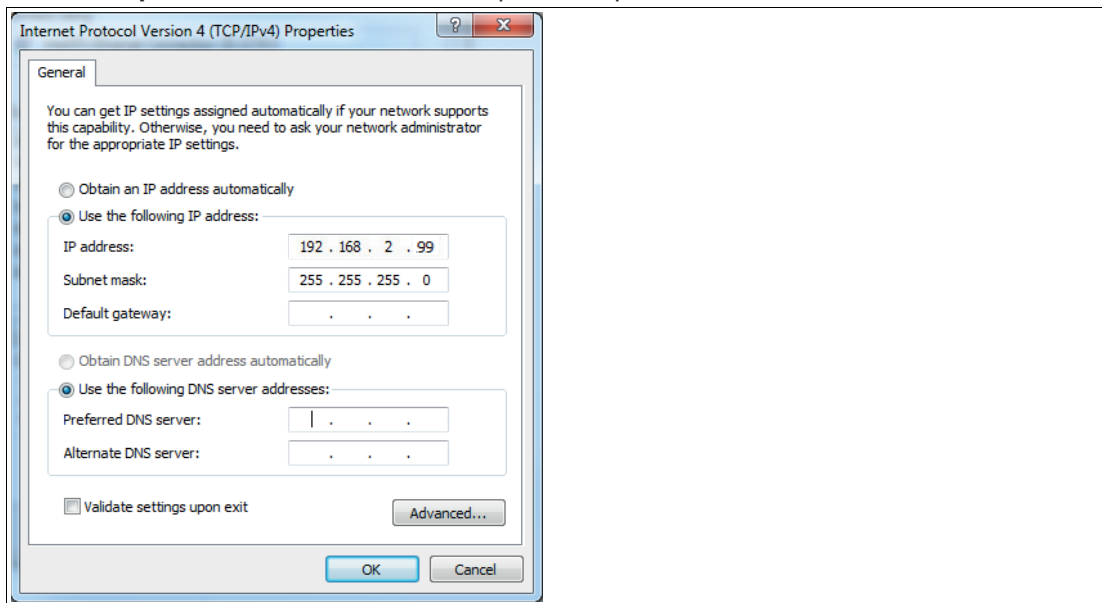 Internet Protocol Version 4 (TCP/IPv4) Properties
General
You can get IP settings assigned automatically if your network supports
this capability. Otherwise, you need to ask your network administrator
for the appropriate IP settings.
Obtain an IP address automatically
Use the following IP address:
IP address: 192 . 168 . 2 . 99
Subnet mask: 255 . 255 . 255 . 0
Default gateway: . . .
Obtain DNS server address automatically
Use the following DNS server addresses:
Preferred DNS server: . . .
Alternate DNS server: . . .
Validate settings upon exit
Advanced...
OK Cancel